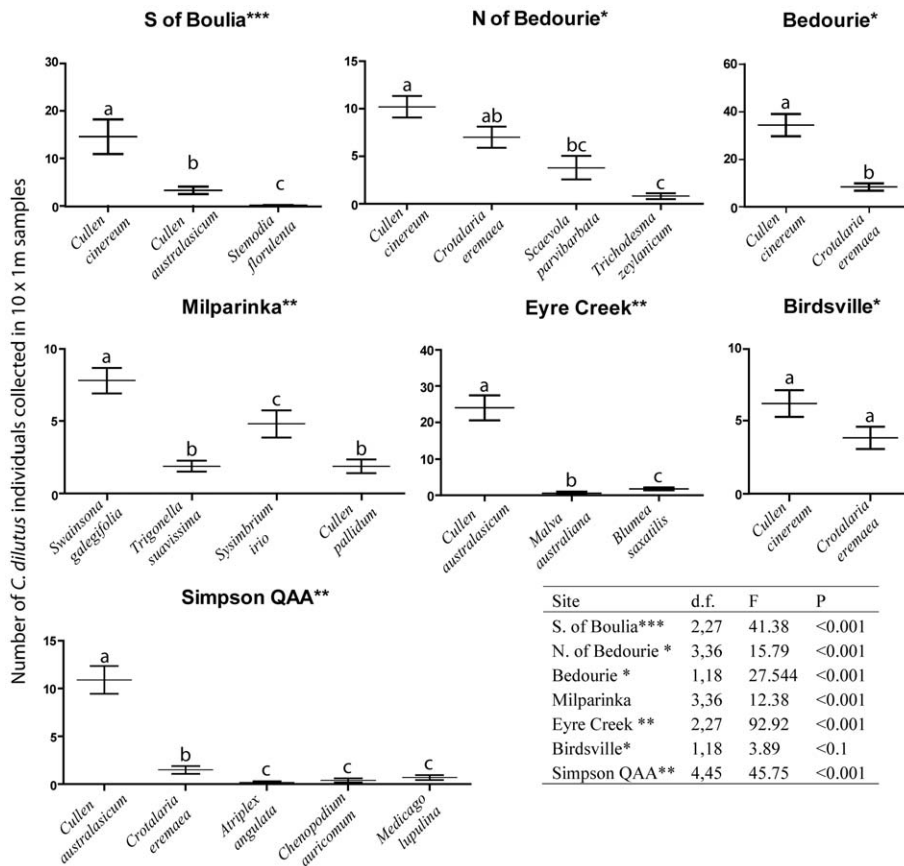 Number of C. dilutus individuals collected in 10 x 1m samples
S of Boulia***
30
20
10
0
a
b
c
Cullen
cinereum
Cullen
australasicum
Stemodia
florulenta
N of Bedourie*
15
10
5
0
a
ab
bc
c
Cullen
cinereum
Crotalaria
eremaea
Scaevola
parvibarbata
Trichodesma
zeylanicum
Bedourie*
60
40
20
0
a
b
Cullen
cinereum
Crotalaria
eremaea
Milparinka**
10
5
0
a
b
c
b
Swainsona
galegifolia
Trigonella
suavissima
Sysimbrium
irio
Cullen
pallidum
Eyre Creek**
40
30
20
10
0
a
b
c
Cullen
australasicum
Malva
australiana
Blumea
saxatilis
Birdsville*
10
5
0
a
a
Cullen
cinereum
Crotalaria
eremaea
Simpson QAA**
15
10
5
0
a
b
c
c
c
Cullen
australasicum
Crotalaria
eremaea
Atriplex
angulata
Chenopodium
auricomum
Medicago
lupulina
Site d.f. F P
S. of Boulia*** 2,27 41.38 <0.001
N. of Bedourie * 3,36 15.79 <0.001
Bedourie * 1,18 27.544 <0.001
Milparinka 3,36 12.38 <0.001
Eyre Creek ** 2,27 92.92 <0.001
Birdsville* 1,18 3.89 <0.1
Simpson QAA** 4,45 45.75 <0.001